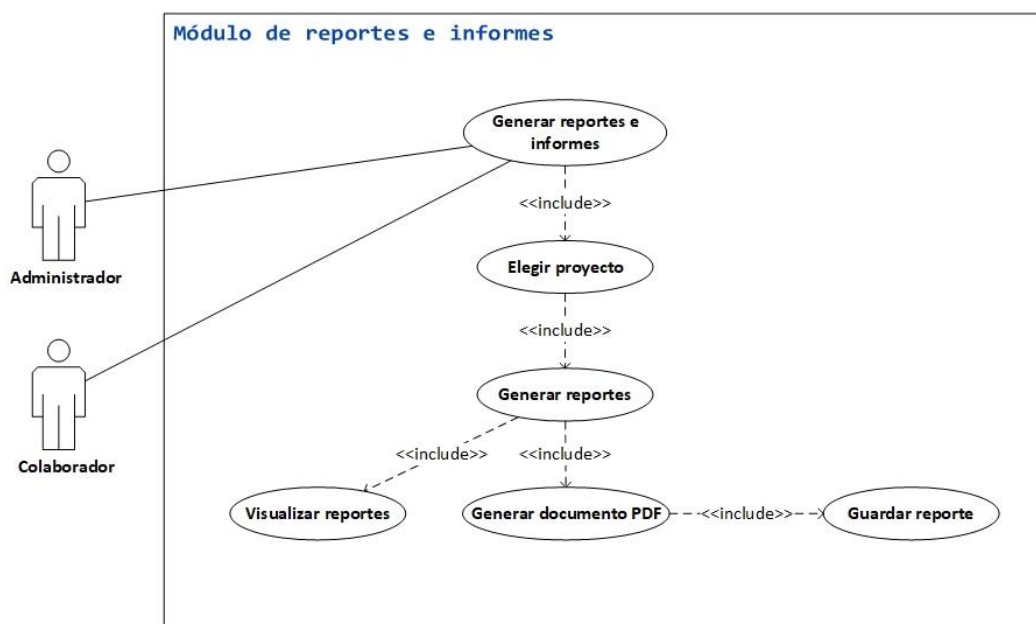 Módulo de reportes e informes
Generar reportes e
informes
Administrador
<<include>>
Elegir proyecto
<<include>>
Generar reportes
Colaborador
<<include>>
<<include>>
Visualizar reportes
Generar documento PDF
<<include>>
Guardar reporte